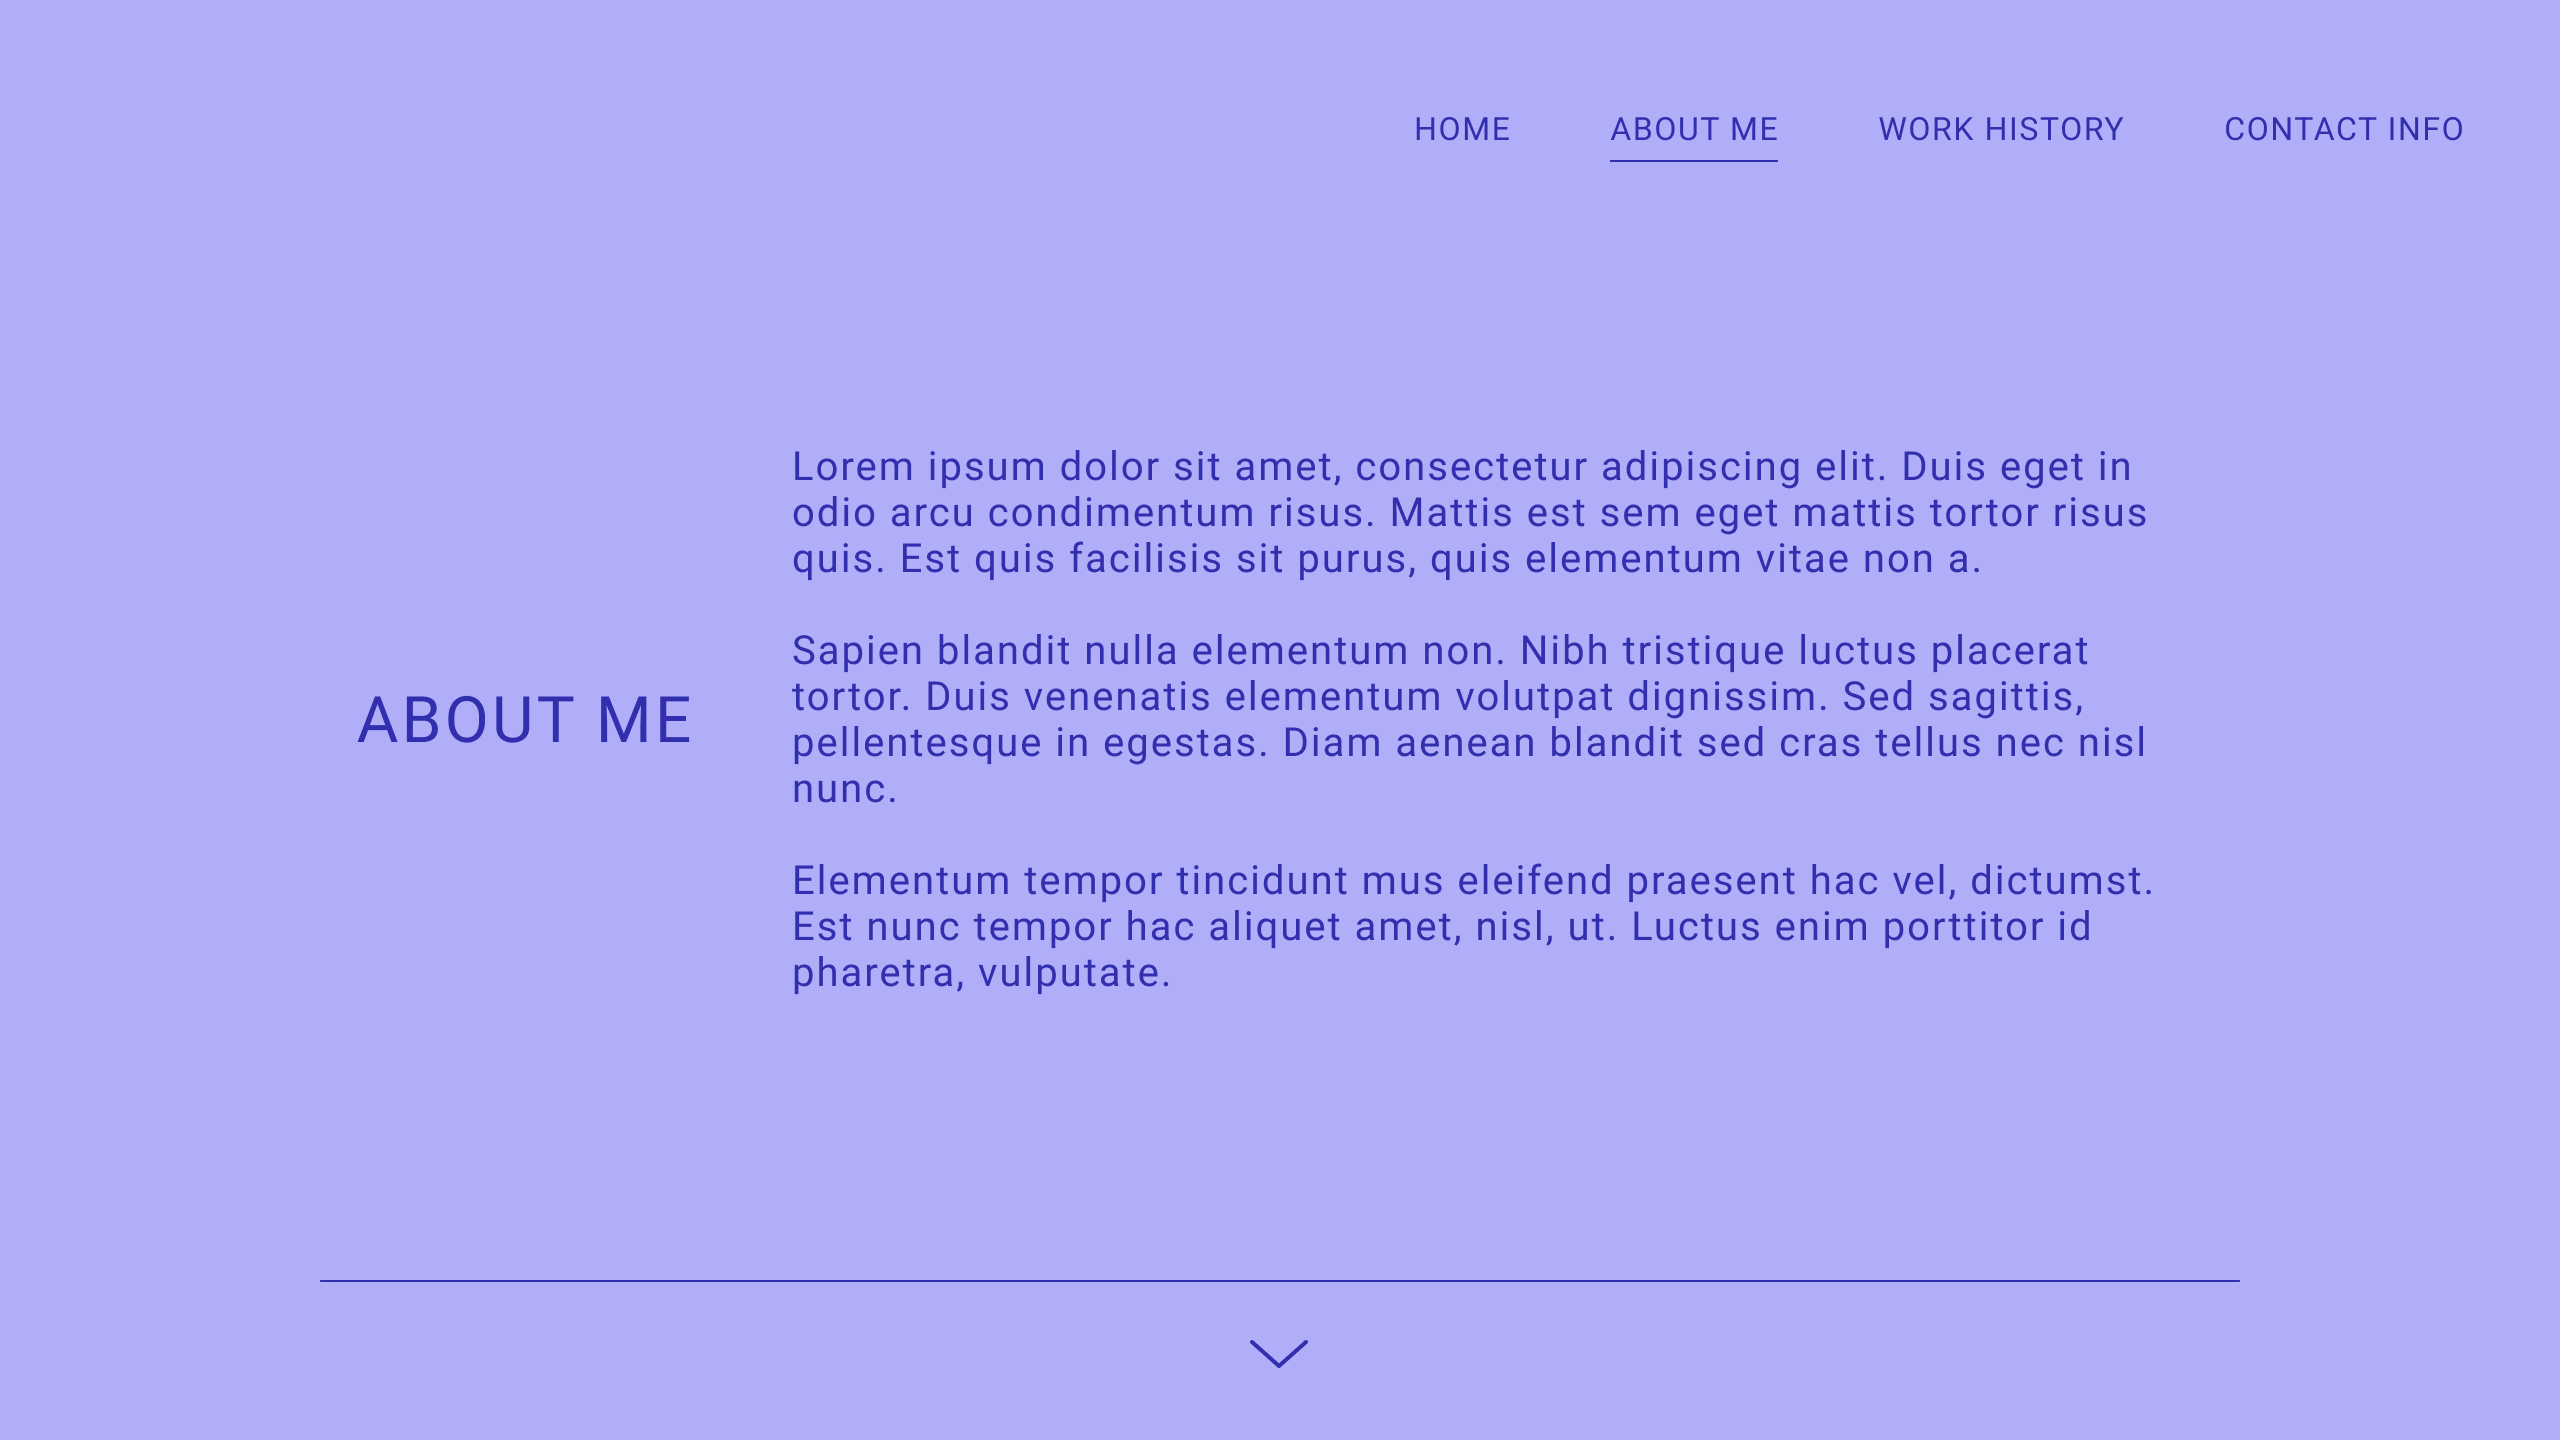 HOME ABOUT ME WORK HISTORY CONTACT INFO
ABOUT ME
Lorem ipsum dolor sit amet, consectetur adipiscing elit. Duis eget in
odio arcu condimentum risus. Mattis est sem eget mattis tortor risus
quis. Est quis facilisis sit purus, quis elementum vitae non a.
Sapien blandit nulla elementum non. Nibh tristique luctus placerat
tortor. Duis venenatis elementum volutpat dignissim. Sed sagittis,
pellentesque in egestas. Diam aenean blandit sed cras tellus nec nisl
nunc.
Elementum tempor tincidunt mus eleifend praesent hac vel, dictumst.
Est nunc tempor hac aliquet amet, nisl, ut. Luctus enim porttitor id
pharetra, vulputate.